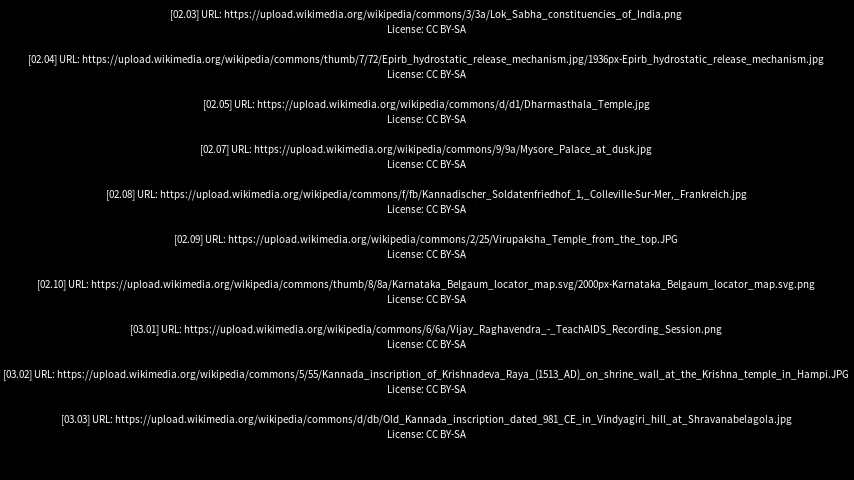 [02.03] URL: https://upload.wikimedia.org/wikipedia/commons/3/3a/Lok_Sabha_constituencies_of_India.png
License: CC BY-SA
[02.04] URL: https://upload.wikimedia.org/wikipedia/commons/thumb/7/72/Epirb_hydrostatic_release_mechanism.jpg/1936px-Epirb_hydrostatic_release_mechanism.jpg
License: CC BY-SA
[02.05] URL: https://upload.wikimedia.org/wikipedia/commons/d/d1/Dharmasthala_Temple.jpg
License: CC BY-SA
[02.07] URL: https://upload.wikimedia.org/wikipedia/commons/9/9a/Mysore_Palace_at_dusk.jpg
License: CC BY-SA
[02.08] URL: https://upload.wikimedia.org/wikipedia/commons/f/fb/Kannadischer_Soldatenfriedhof_1,_Colleville-Sur-Mer,_Frankreich.jpg
License: CC BY-SA
[02.09] URL: https://upload.wikimedia.org/wikipedia/commons/2/25/Virupaksha_Temple_from_the_top.JPG
License: CC BY-SA
[02.10] URL: https://upload.wikimedia.org/wikipedia/commons/thumb/8/8a/Karnataka_Belgaum_locator_map.svg/2000px-Karnataka_Belgaum_locator_map.svg.png
License: CC BY-SA
[03.01] URL: https://upload.wikimedia.org/wikipedia/commons/6/6a/Vijay_Raghavendra_-_TeachAIDS_Recording_Session.png
License: CC BY-SA
[03.02] URL: https://upload.wikimedia.org/wikipedia/commons/5/55/Kannada_inscription_of_Krishnadeva_Raya_(1513_AD)_on_shrine_wall_at_the_Krishna_temple_in_Hampi.JPG
License: CC BY-SA
[03.03] URL: https://upload.wikimedia.org/wikipedia/commons/d/db/Old_Kannada_inscription_dated_981_CE_in_Vindyagiri_hill_at_Shravanabelagola.jpg
License: CC BY-SA